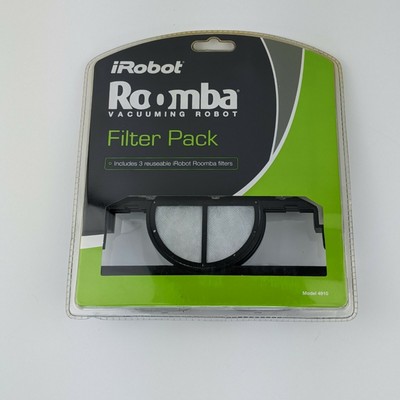 iRobot
Roomba
VACUUMING ROBOT
Filter Pack
Includes 3 reuseable iRobot Roomba filters